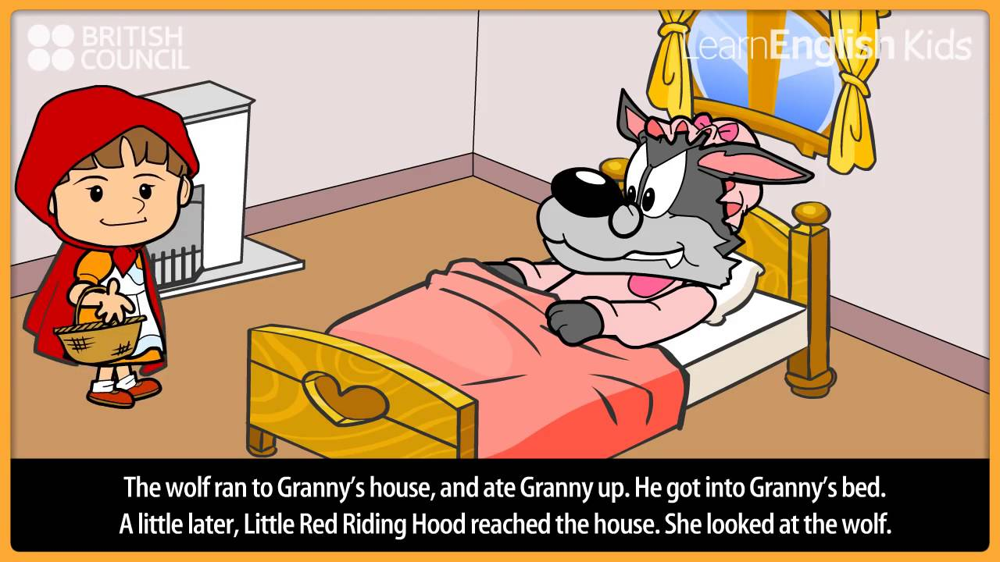 BRITISH
COUNCIL
LearnEnglish Kids
The wolf ran to Granny’s house, and ate Granny up. He got into Granny’s bed.
A little later, Little Red Riding Hood reached the house. She looked at the wolf.